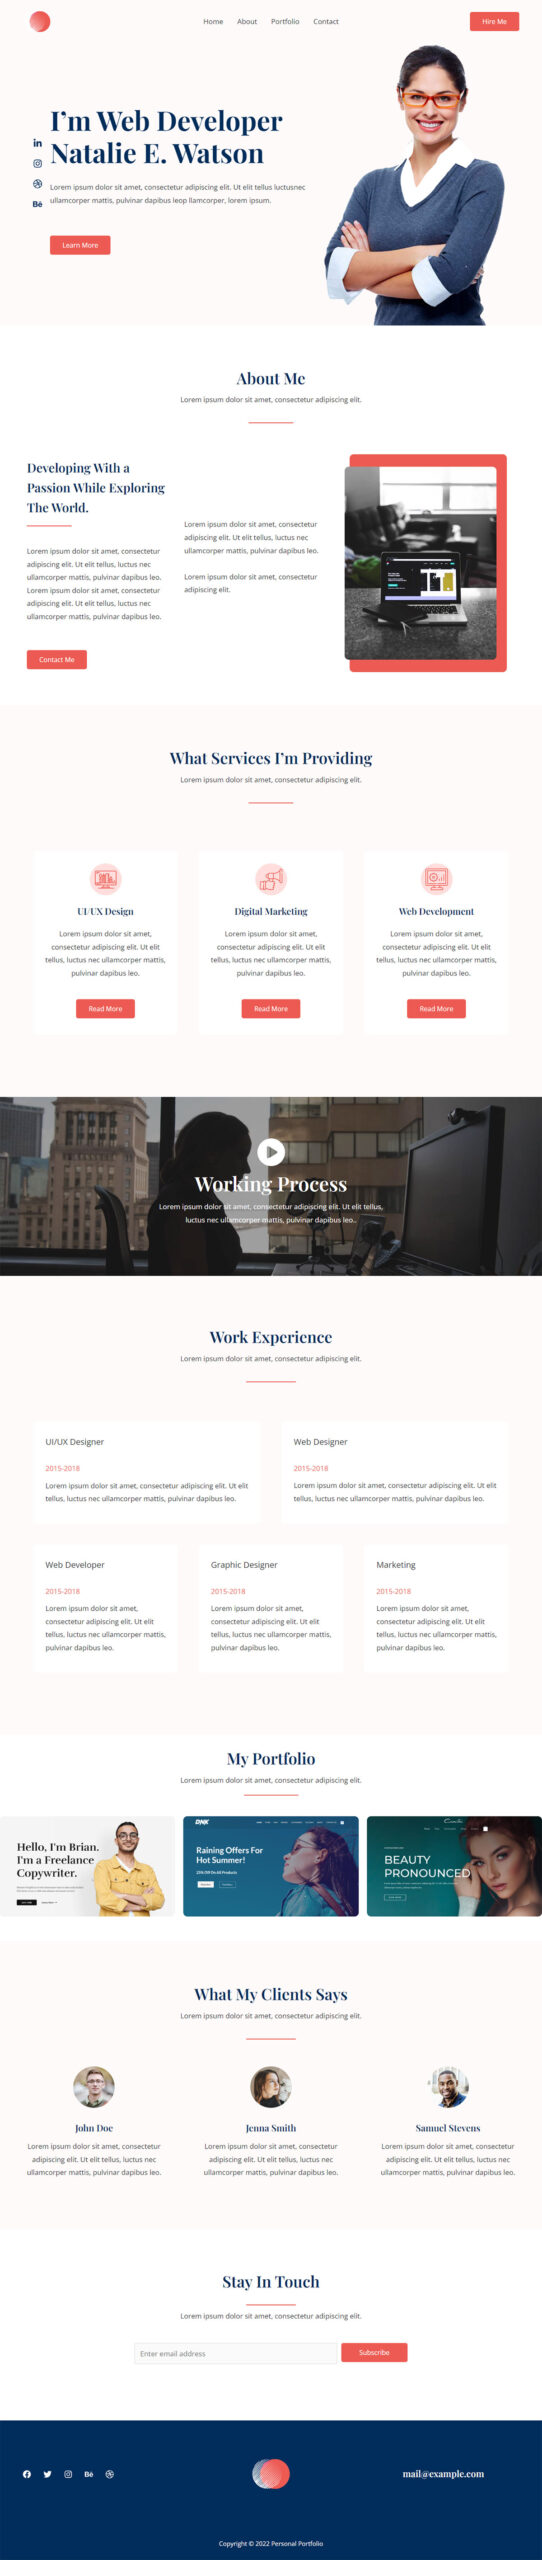 Home About Portfolio Contact
Hire Me
I'm Web Developer
Natalie E. Watson
Lorem ipsum dolor sit amet, consectetur adipiscing elit. Ut elit tellus luctusnec
ullamcorper mattis, pulvinar dapibus leop llamcorper, lorem ipsum.
Learn More
About Me
Lorem ipsum dolor sit amet, consectetur adipiscing elit.
Developing With a
Passion While Exploring
The World.
Lorem ipsum dolor sit amet, consectetur
adipiscing elit. Ut elit tellus, luctus nec
ullamcorper mattis, pulvinar dapibus leo.
Lorem ipsum dolor sit amet, consectetur
adipiscing elit. Ut elit tellus, luctus nec
ullamcorper mattis, pulvinar dapibus leo.
Contact Me
Lorem ipsum dolor sit amet, consectetur
adipiscing elit. Ut elit tellus, luctus nec
ullamcorper mattis, pulvinar dapibus leo.
Lorem ipsum dolor sit amet, consectetur
adipiscing elit.
What Services I'm Providing
Lorem ipsum dolor sit amet, consectetur adipiscing elit.
UI/UX Design
Lorem ipsum dolor sit amet,
consectetur adipiscing elit. Ut elit
tellus, luctus nec ullamcorper mattis,
pulvinar dapibus leo.
Read More
Digital Marketing
Lorem ipsum dolor sit amet,
consectetur adipiscing elit. Ut elit
tellus, luctus nec ullamcorper mattis,
pulvinar dapibus leo.
Read More
Web Development
Lorem ipsum dolor sit amet,
consectetur adipiscing elit. Ut elit
tellus, luctus nec ullamcorper mattis,
pulvinar dapibus leo.
Read More
Working Process
Lorem ipsum dolor sit amet, consectetur adipiscing elit. Ut elit tellus,
luctus nec ullamcorper mattis, pulvinar dapibus leo..
Work Experience
Lorem ipsum dolor sit amet, consectetur adipiscing elit.
UI/UX Designer
2015-2018
Lorem ipsum dolor sit amet, consectetur adipiscing elit. Ut elit
tellus, luctus nec ullamcorper mattis, pulvinar dapibus leo.
Web Designer
2015-2018
Lorem ipsum dolor sit amet, consectetur adipiscing elit. Ut elit
tellus, luctus nec ullamcorper mattis, pulvinar dapibus leo.
Web Developer
2015-2018
Lorem ipsum dolor sit amet,
consectetur adipiscing elit. Ut elit
tellus, luctus nec ullamcorper mattis,
pulvinar dapibus leo.
Graphic Designer
2015-2018
Lorem ipsum dolor sit amet,
consectetur adipiscing elit. Ut elit
tellus, luctus nec ullamcorper mattis,
pulvinar dapibus leo.
Marketing
2015-2018
Lorem ipsum dolor sit amet,
consectetur adipiscing elit. Ut elit
tellus, luctus nec ullamcorper mattis,
pulvinar dapibus leo.
My Portfolio
Lorem ipsum dolor sit amet, consectetur adipiscing elit.
Hello, I'm Brian.
I'm a Freelance
Copywriter.
DNK
Raining Offers For
Hot Summer!
25% Off On All Products
BEAUTY
PRONOUNCED
What My Clients Says
Lorem ipsum dolor sit amet, consectetur adipiscing elit.
John Doe
Lorem ipsum dolor sit amet, consectetur
adipiscing elit. Ut elit tellus, luctus nec
ullamcorper mattis, pulvinar dapibus leo.
Jenna Smith
Lorem ipsum dolor sit amet, consectetur
adipiscing elit. Ut elit tellus, luctus nec
ullamcorper mattis, pulvinar dapibus leo.
Samuel Stevens
Lorem ipsum dolor sit amet, consectetur
adipiscing elit. Ut elit tellus, luctus nec
ullamcorper mattis, pulvinar dapibus leo.
Stay In Touch
Lorem ipsum dolor sit amet, consectetur adipiscing elit.
Enter email address
Subscribe
mail@example.com
Copyright © 2022 Personal Portfolio